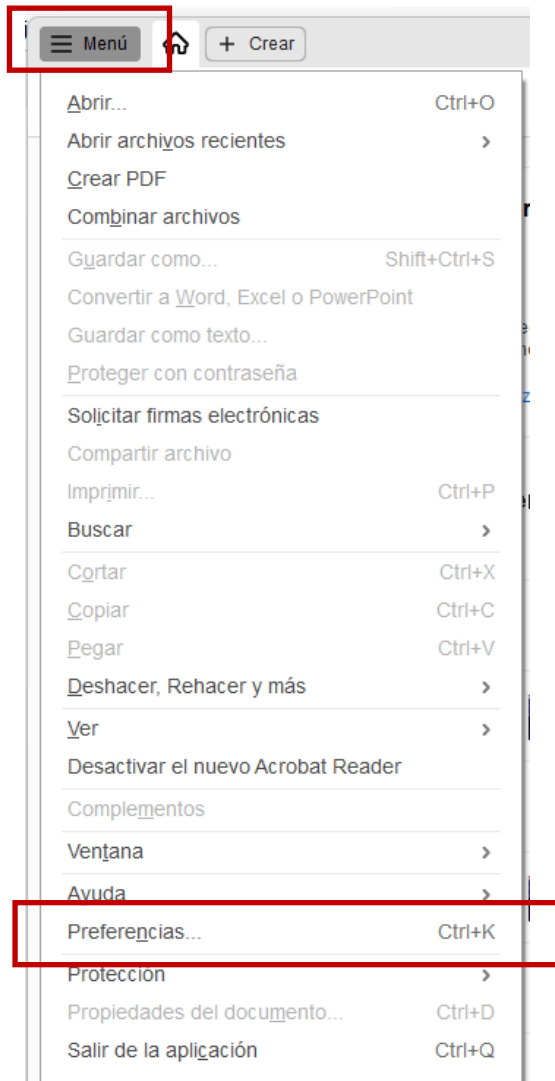 Menú
+ Crear
Abrir... Ctrl+O
Abrir archivos recientes
Crear PDF
Combinar archivos
Guardar como... Shift+Ctrl+S
Convertir a Word, Excel o PowerPoint
Guardar como texto...
Proteger con contraseña
Solicitar firmas electrónicas
Compartir archivo
Imprimir... Ctrl+P
Buscar
Cortar Ctrl+X
Copiar Ctrl+C
Pegar Ctrl+V
Deshacer, Rehacer y más
Ver
Desactivar el nuevo Acrobat Reader
Complementos
Ventana
Ayuda
Preferencias... Ctrl+K
Protección
Propiedades del documento... Ctrl+D
Salir de la aplicación Ctrl+Q